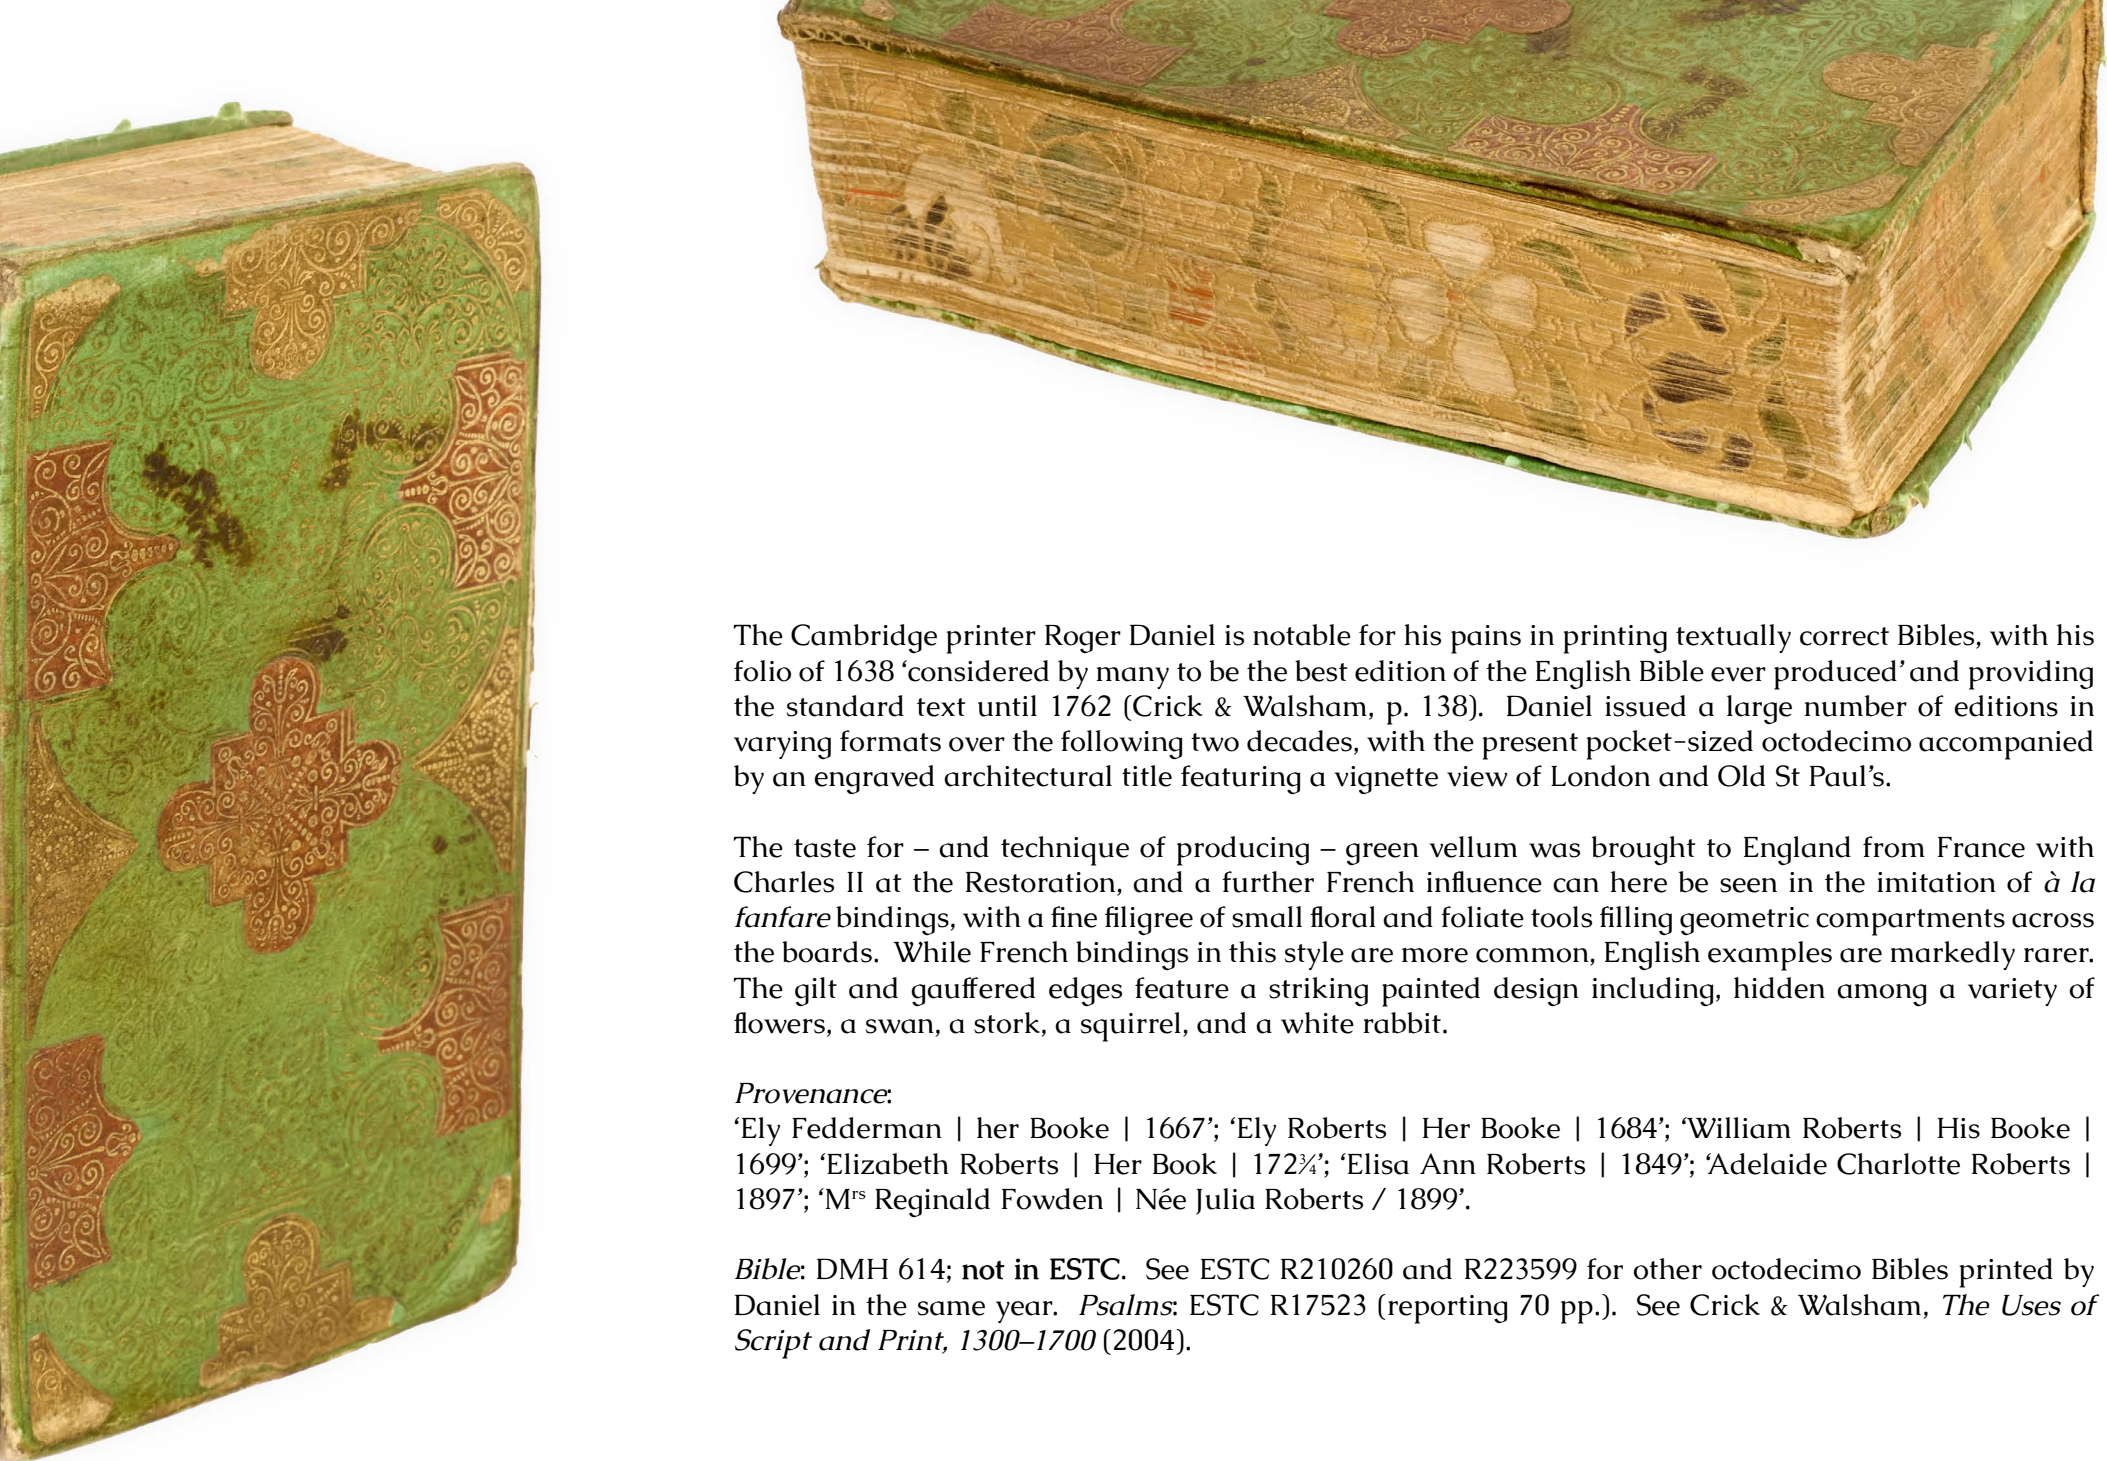 The Cambridge printer Roger Daniel is notable for his pains in printing textually correct Bibles, with his
folio of 1638 ‘considered by many to be the best edition of the English Bible ever produced’ and providing
the standard text until 1762 (Crick & Walsham, p. 138).  Daniel issued a large number of editions in
varying formats over the following two decades, with the present pocket-sized octodecimo accompanied
by an engraved architectural title featuring a vignette view of London and Old St Paul’s.
The taste for – and technique of producing – green vellum was brought to England from France with
Charles II at the Restoration, and a further French influence can here be seen in the imitation of à la
fanfare bindings, with a fine filigree of small floral and foliate tools filling geometric compartments across
the boards.  While French bindings in this style are more common, English examples are markedly rarer.
The gilt and gauffered edges feature a striking painted design including, hidden among a variety of
flowers, a swan, a stork, a squirrel, and a white rabbit.
Provenance:
‘Ely Fedderman | her Booke | 1667’; ‘Ely Roberts | Her Booke | 1684’; ‘William Roberts | His Booke |
1699’; ‘Elizabeth Roberts | Her Book | 172¾’; ‘Elisa Ann Roberts | 1849’; ‘Adelaide Charlotte Roberts |
1897’; ‘Mrs Reginald Fowden | Née Julia Roberts / 1899’.
Bible: DMH 614; not in ESTC.  See ESTC R210260 and R223599 for other octodecimo Bibles printed by
Daniel in the same year.  Psalms: ESTC R17523 (reporting 70 pp.).  See Crick & Walsham, The Uses of
Script and Print, 1300–1700 (2004).